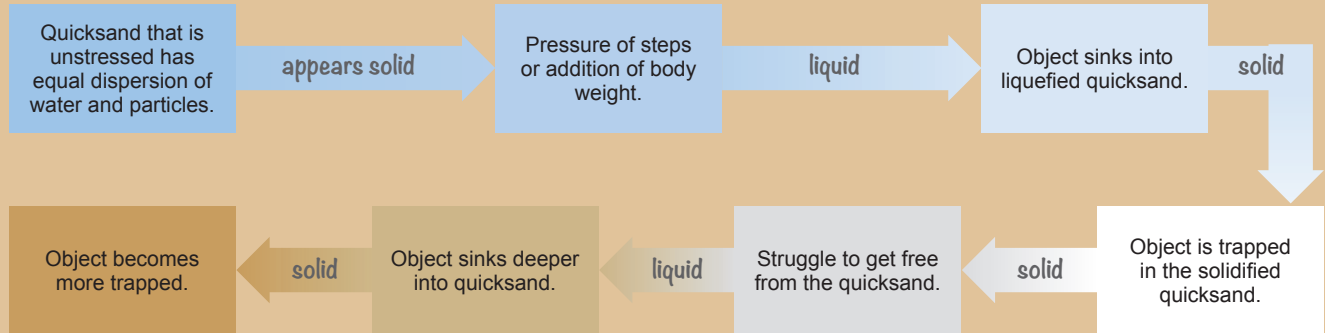 Quicksand that is
unstressed has
equal dispersion of
water and particles.
appears solid
Pressure of steps
or addition of body
weight.
liquid
Object sinks into
liquefied quicksand.
solid
Object is trapped
in the solidified
quicksand.
solid
Struggle to get free
from the quicksand.
liquid
Object sinks deeper
into quicksand.
solid
Object becomes
more trapped.